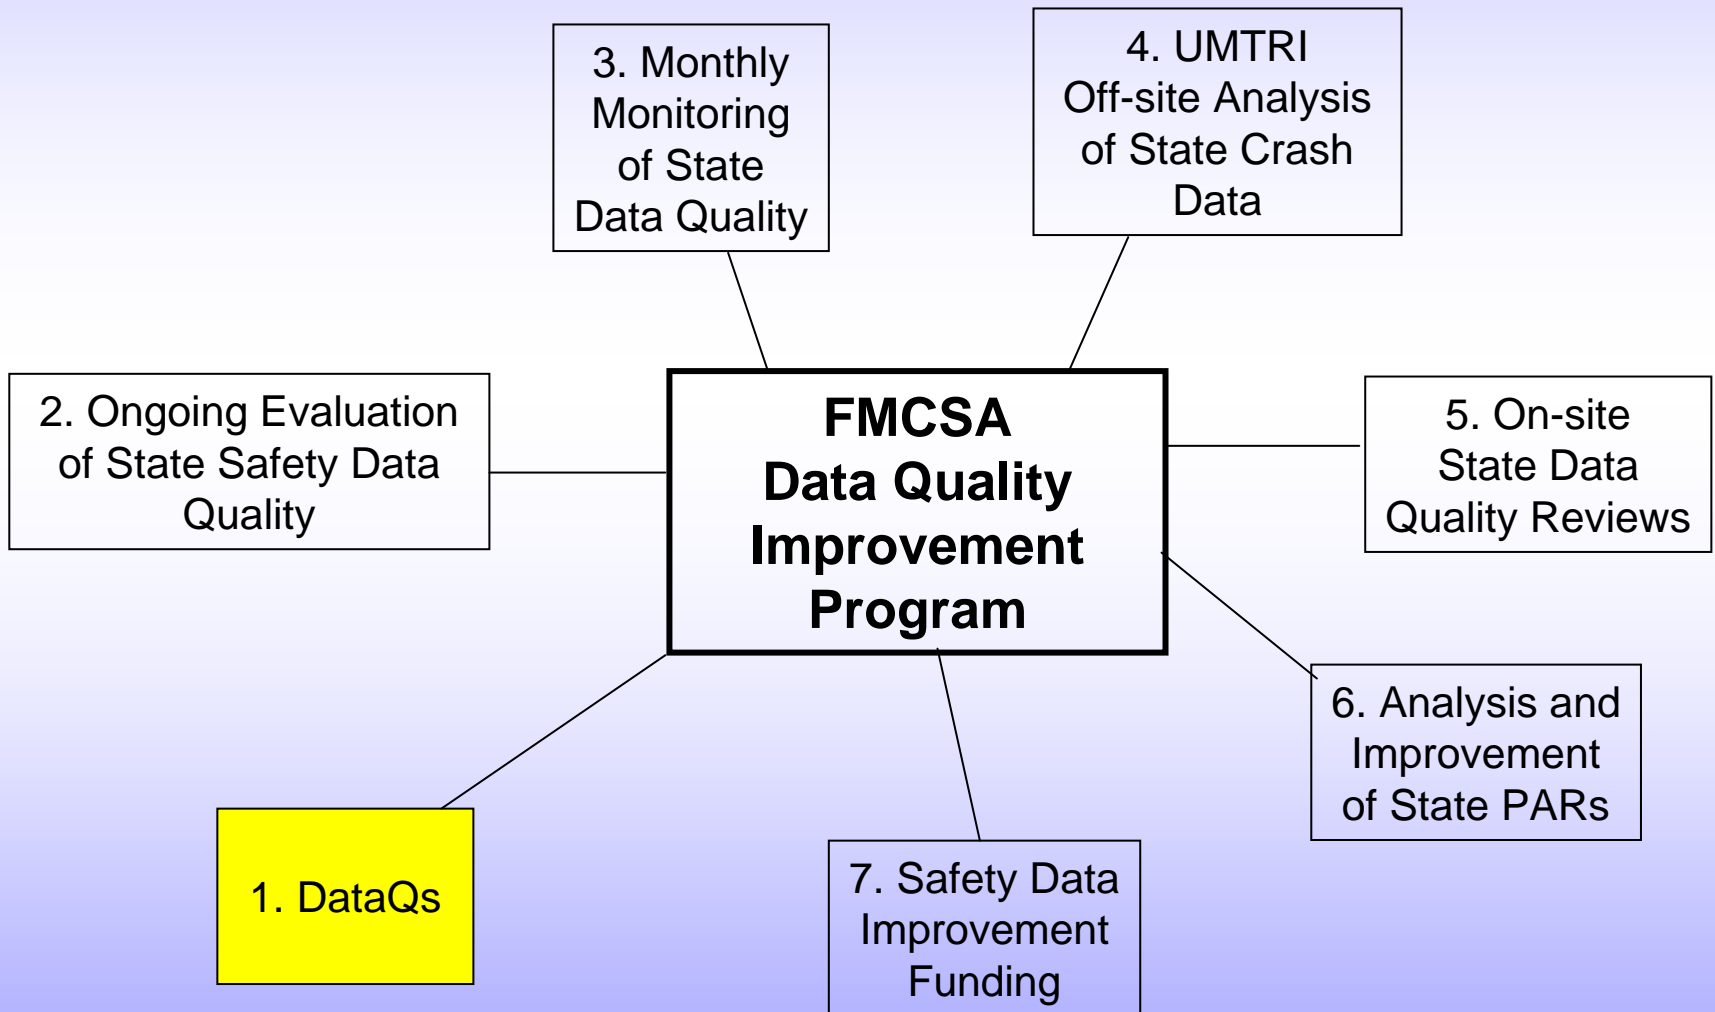 3. Monthly
Monitoring
of State
Data Quality
4. UMTRI
Off-site Analysis
of State Crash
Data
2. Ongoing Evaluation
of State Safety Data
Quality
FMCSA
Data Quality
Improvement
Program
5. On-site
State Data
Quality Reviews
6. Analysis and
Improvement
of State PARs
1. DataQs
7. Safety Data
Improvement
Funding